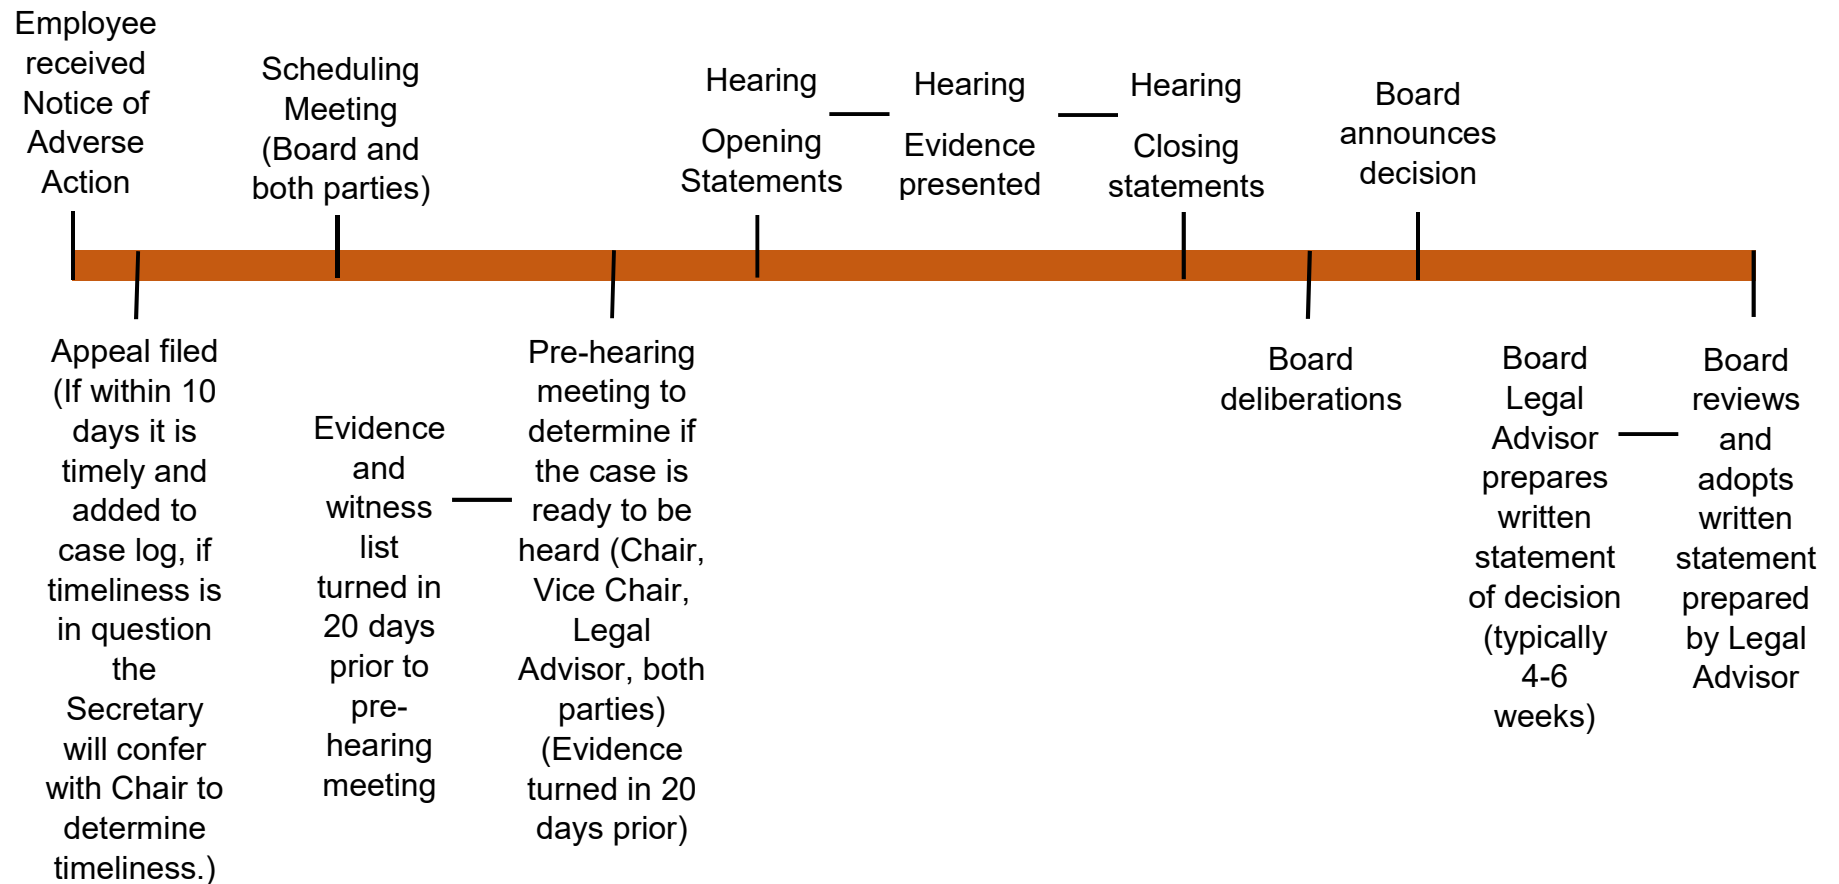 Employee
received
Notice of
Adverse
Action
Scheduling
Meeting
(Board and
both parties)
Hearing
Opening
Statements
Hearing
Evidence
presented
Hearing
Closing
statements
Board
announces
decision
Appeal filed
(If within 10
days it is
timely and
added to
case log, if
timeliness is
in question
the
Secretary
will confer
with Chair to
determine
timeliness.)
Evidence
and
witness
list
turned in
20 days
prior to
pre-
hearing
meeting
Pre-hearing
meeting to
determine if
the case is
ready to be
heard (Chair,
Vice Chair,
Legal
Advisor, both
parties)
(Evidence
turned in 20
days prior)
Board
deliberations
Board
Legal
Advisor
prepares
written
statement
of decision
(typically
4-6
weeks)
Board
reviews
and
adopts
written
statement
prepared
by Legal
Advisor